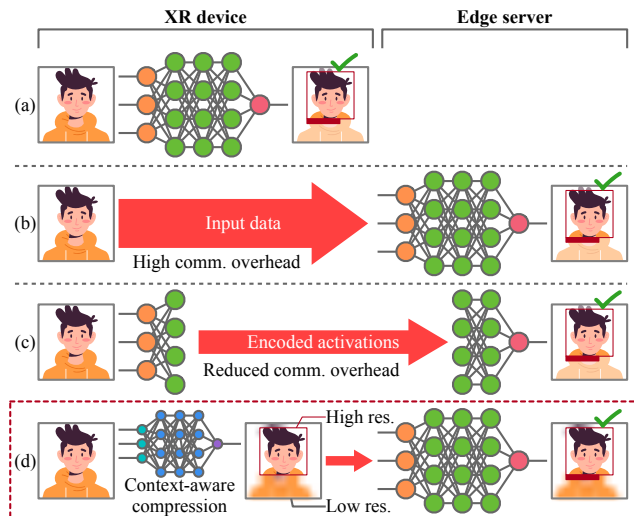 XR device
Edge server
(a)
(b)
Input data
High comm. overhead
(c)
Encoded activations
Reduced comm. overhead
(d)
High res.
Context-aware
compression
Low res.